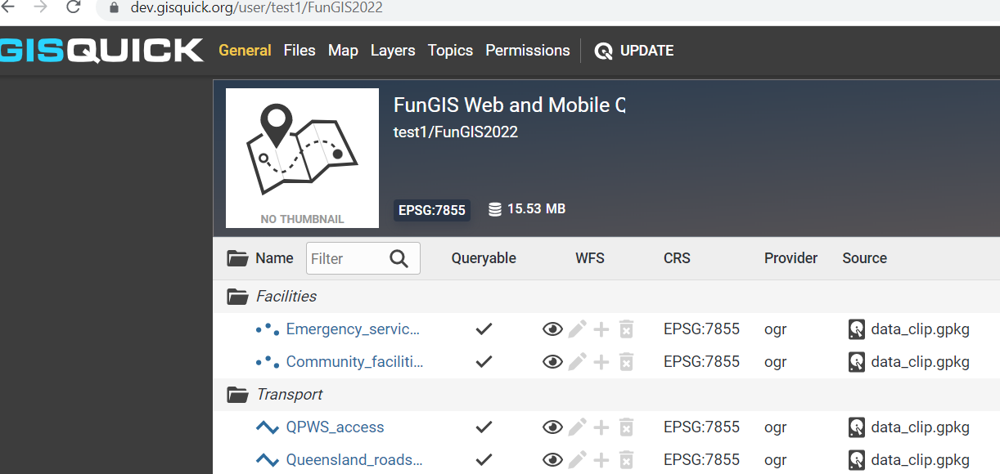 dev.gisquick.org/user/test1/FunGIS2022
GISQUICK General Files Map Layers Topics Permissions UPDATE
FunGIS Web and Mobile
test1/FunGIS2022
NO THUMBNAIL
EPSG:7855 15.53 MB
Name Filter Queryable WFS CRS Provider Source
Facilities
Emergency_servic... EPSG:7855 ogr data_clip.gpkg
Community_faciliti... EPSG:7855 ogr data_clip.gpkg
Transport
QPWS_access EPSG:7855 ogr data_clip.gpkg
Queensland_roads... EPSG:7855 ogr data_clip.gpkg